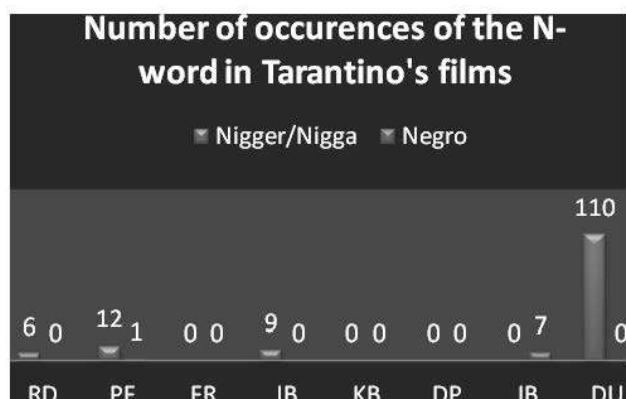 Number of occurences of the N-
word in Tarantino's films
Nigger/Nigga Negro
110
6 0 12 1 0 0 9 0 0 0 0 0 0 7 0
RD PF FR JB KB DP IB DU